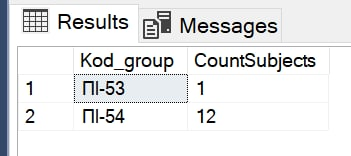 Results Messages
Kod_group CountSubjects
1 ПІ-53 1
2 ПІ-54 12